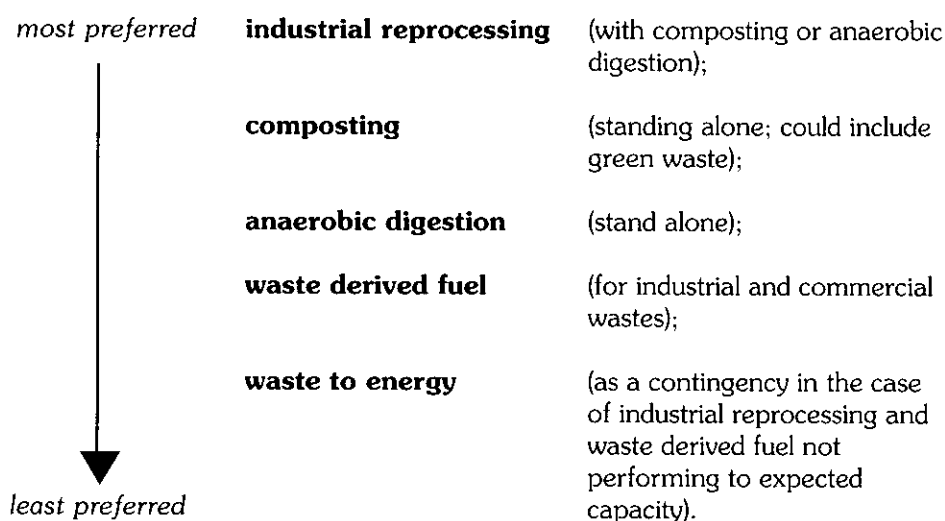 most preferred industrial reprocessing (with composting or anaerobic
digestion);
composting (standing alone; could include
green waste);
anaerobic digestion (stand alone);
waste derived fuel (for industrial and commercial
wastes);
waste to energy (as a contingency in the case
of industrial reprocessing and
waste derived fuel not
performing to expected
least preferred capacity).